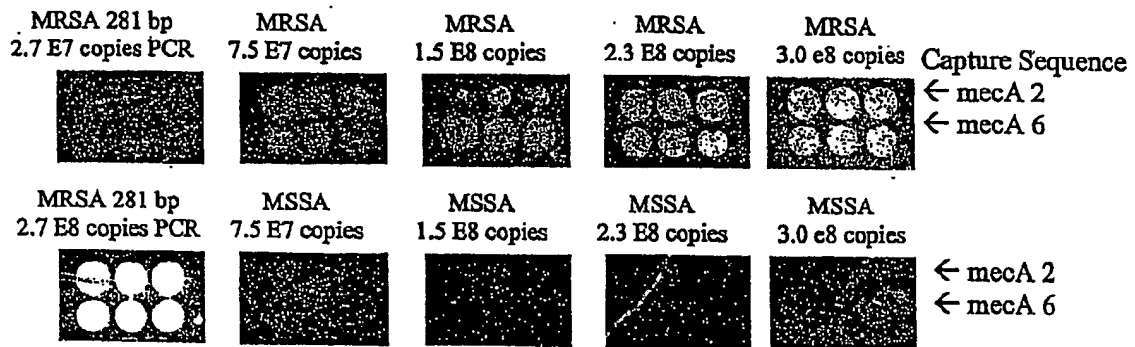 MRSA 281 bp
2.7 E7 copies PCR
MRSA
7.5 E7 copies
MRSA
1.5 E8 copies
MRSA
2.3 E8 copies
MRSA
3.0 e8 copies
Capture Sequence
← mecA 2
← mecA 6
MRSA 281 bp
2.7 E8 copies PCR
MSSA
7.5 E7 copies
MSSA
1.5 E8 copies
MSSA
2.3 E8 copies
MSSA
3.0 e8 copies
← mecA 2
← mecA 6